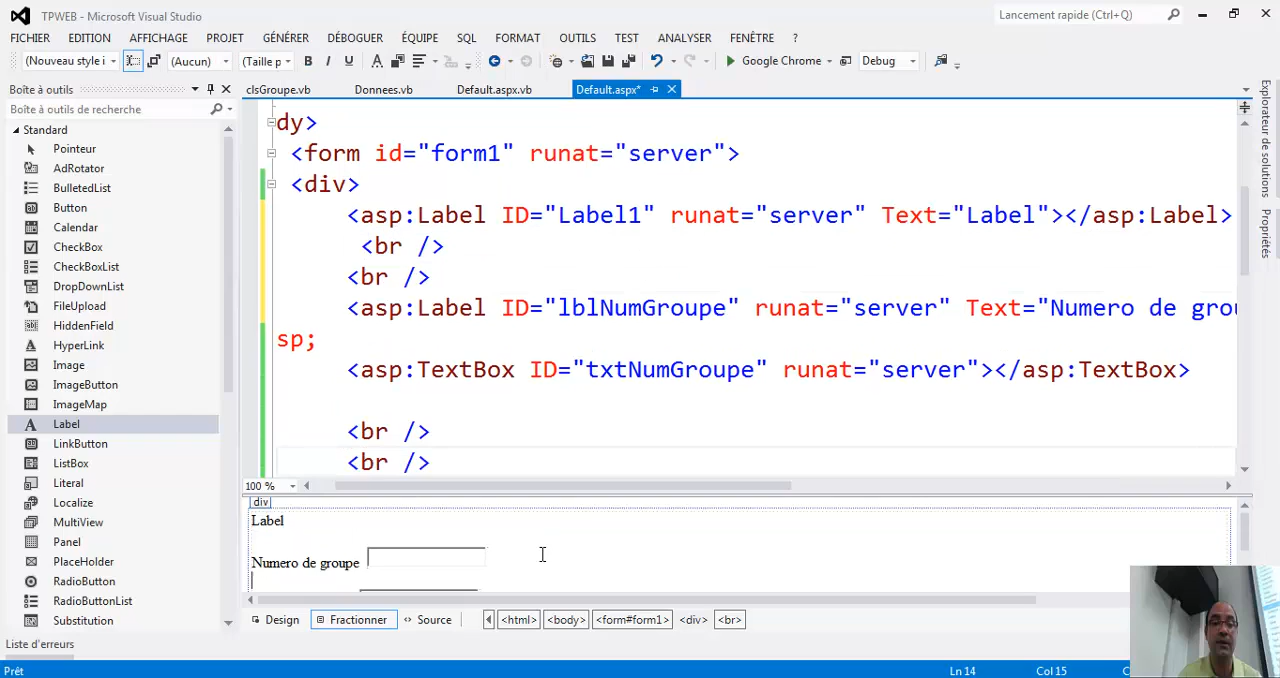 TPWEB - Microsoft Visual Studio
Lancement rapide (Ctrl+Q)
FICHIER EDITION AFFICHAGE PROJET GÉNÉRER DÉBOGUER ÉQUIPE SQL FORMAT OUTILS TEST ANALYSER FENÊTRE ?
(Nouveau style i (Aucun) (Taille p B I U A Google Chrome Debug
Boîte à outils
clsGroupe.vb Donnees.vb Default.aspx.vb Default.aspx*
Boîte à outils de recherche
Standard
Pointeur
AdRotator
BulletedList
Button
Calendar
CheckBox
CheckBoxList
DropDownList
FileUpload
HiddenField
HyperLink
Image
ImageButton
ImageMap
A Label
LinkButton
ListBox
Literal
Localize
MultiView
Panel
PlaceHolder
RadioButton
RadioButtonList
Substitution
dy>
<form id="form1" runat="server">
<div>
<asp:Label ID="Label1" runat="server" Text="Label"></asp:Label>
<br />
<br />
<asp:Label ID="lblNumGroupe" runat="server" Text="Numero de grou
sp;
<asp:TextBox ID="txtNumGroupe" runat="server"></asp:TextBox>
<br />
<br />
100 %
div
Label
Numero de groupe
Design Fractionner Source <html> <body> <form#form1> <div> <br>
Explorateur de solutions
Propriétés
Liste d'erreurs
Prêt Ln 14 Col 15